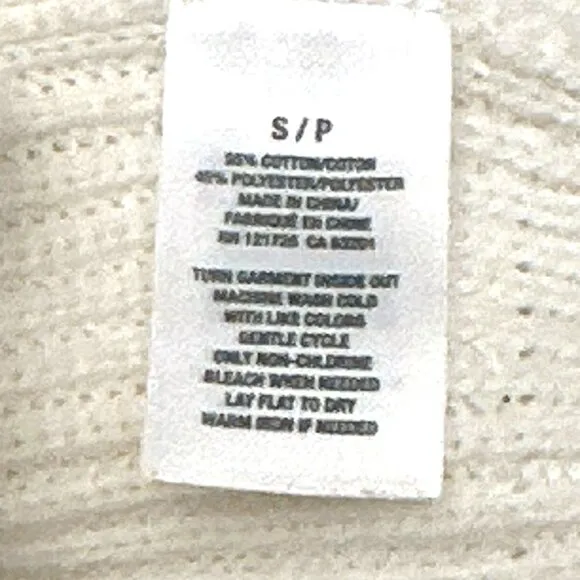 S / P
COTTON/COTON
POLYESTER/POLYESTER
MADE IN CHINA/
FABRIQUÉ EN CHINE
RN 121725 CA
TURN GARMENT INSIDE OUT
MACHINE WASH COLD
WITH LIKE COLORS
GENTLE CYCLE
ONLY NON-CHLORINE
BLEACH WHEN NEEDED
LAY FLAT TO DRY
WARM IRON IF NEEDED